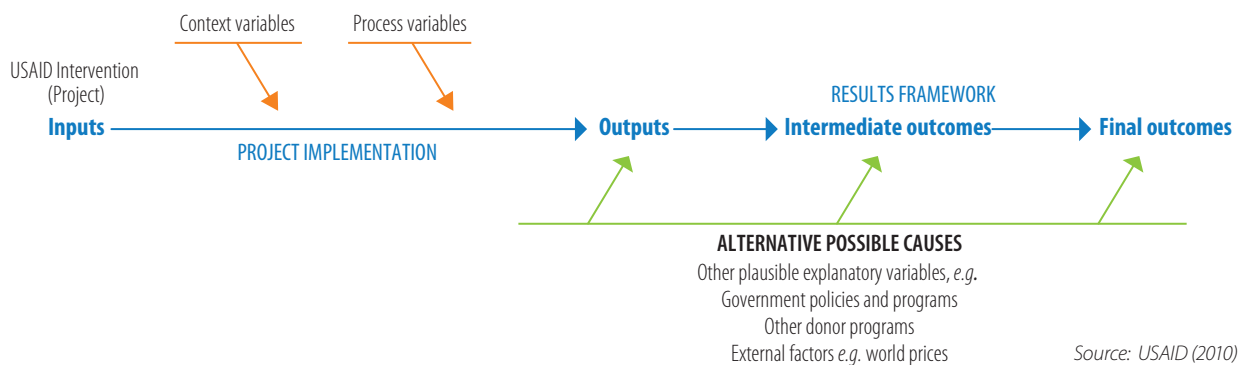 Context variables
Process variables
USAID Intervention
(Project)
Inputs
PROJECT IMPLEMENTATION
Outputs
RESULTS FRAMEWORK
Intermediate outcomes
Final outcomes
ALTERNATIVE POSSIBLE CAUSES
Other plausible explanatory variables, e.g.
Government policies and programs
Other donor programs
External factors e.g. world prices
Source: USAID (2010)